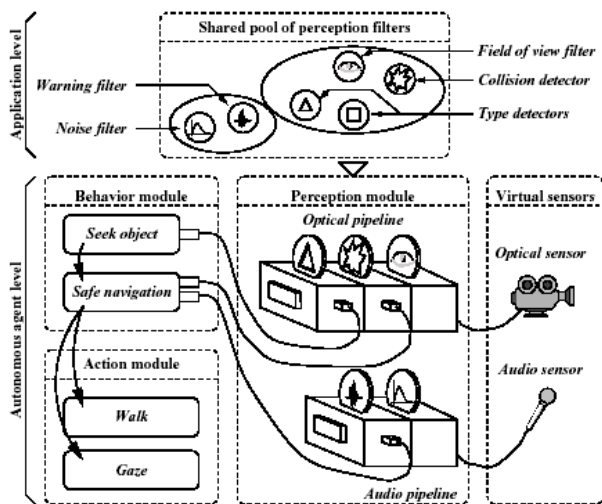 Application level
Shared pool of perception filters
Field of view filter
Warning filter
Collision detector
Noise filter
Type detectors
Autonomous agent level
Behavior module
Perception module
Virtual sensors
Optical pipeline
Seek object
Optical sensor
Safe navigation
Action module
Audio sensor
Walk
Gaze
Audio pipeline